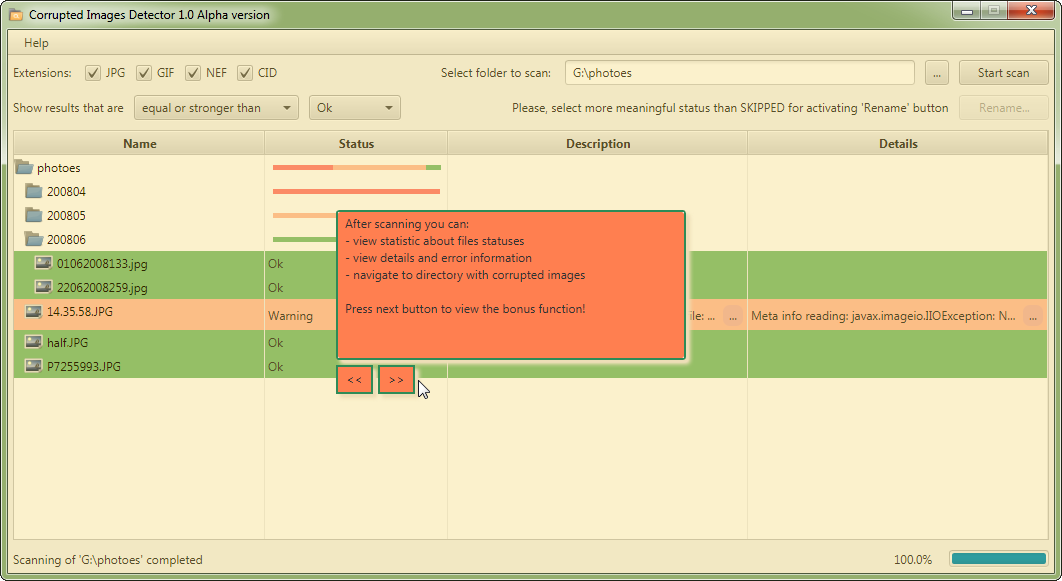 Corrupted Images Detector 1.0 Alpha version
Help
Extensions: JPG GIF NEF CID Select folder to scan: G:\photoes ... Start scan
Show results that are equal or stronger than Ok Please, select more meaningful status than SKIPPED for activating 'Rename' button Rename...
Name Status Description Details
photoes
200804
200805
200806
01062008133.jpg Ok
22062008259.jpg Ok
14.35.58.JPG Warning ile: ... ... Meta info reading: javax.imageio.IIOException: N... ...
half.JPG Ok
P7255993.JPG Ok
After scanning you can:
- view statistic about files statuses
- view details and error information
- navigate to directory with corrupted images
Press next button to view the bonus function!
<< >>
Scanning of 'G:\photoes' completed 100.0%